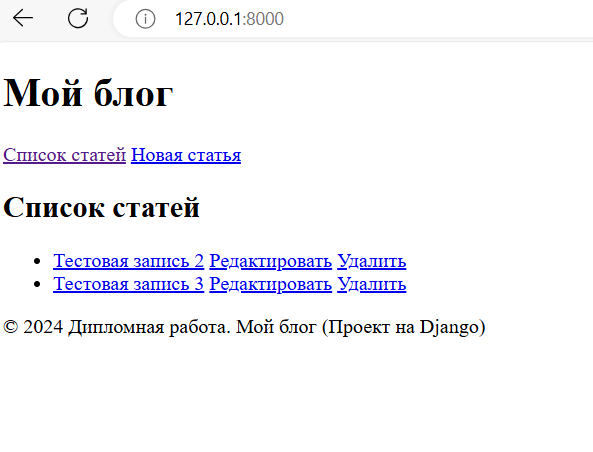 127.0.0.1:8000
Мой блог
Список статей Новая статья
Список статей
Тестовая запись 2 Редактировать Удалить
Тестовая запись 3 Редактировать Удалить
© 2024 Дипломная работа. Мой блог (Проект на Django)